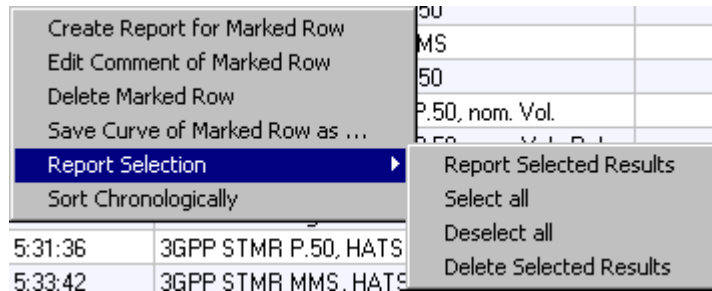 Create Report for Marked Row
Edit Comment of Marked Row
Delete Marked Row
Save Curve of Marked Row as ...
Report Selection
Sort Chronologically
50
MS
50
P.50, nom. Vol.
Report Selected Results
Select all
Deselect all
Delete Selected Results
5:31:36 3GPP STMR P.50, HATS
5:33:42 3GPP STMR MMS, HATS